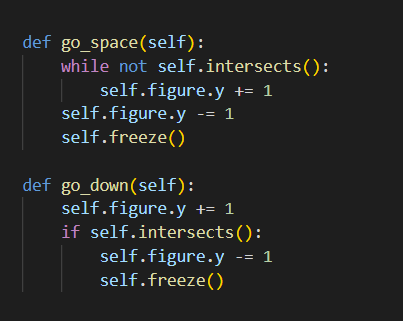 def go_space(self):
    while not self.intersects():
        self.figure.y += 1
    self.figure.y -= 1
    self.freeze()

def go_down(self):
    self.figure.y += 1
    if self.intersects():
        self.figure.y -= 1
        self.freeze()